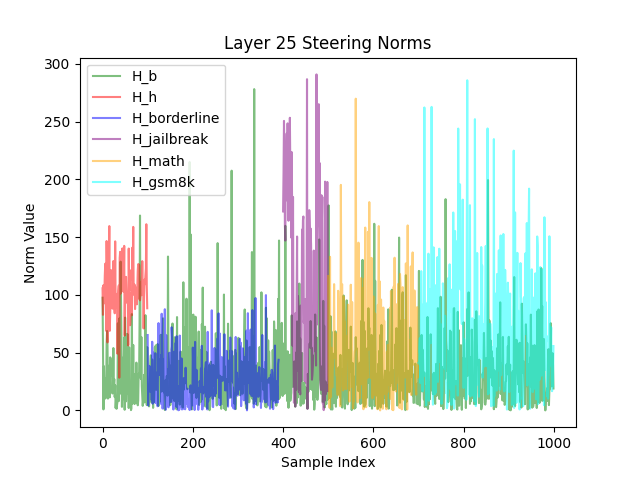 Layer 25 Steering Norms
300
250
200
150
100
50
0
Norm Value
H_b
H_h
H_borderline
H_jailbreak
H_math
H_gsm8k
0 200 400 600 800 1000
Sample Index